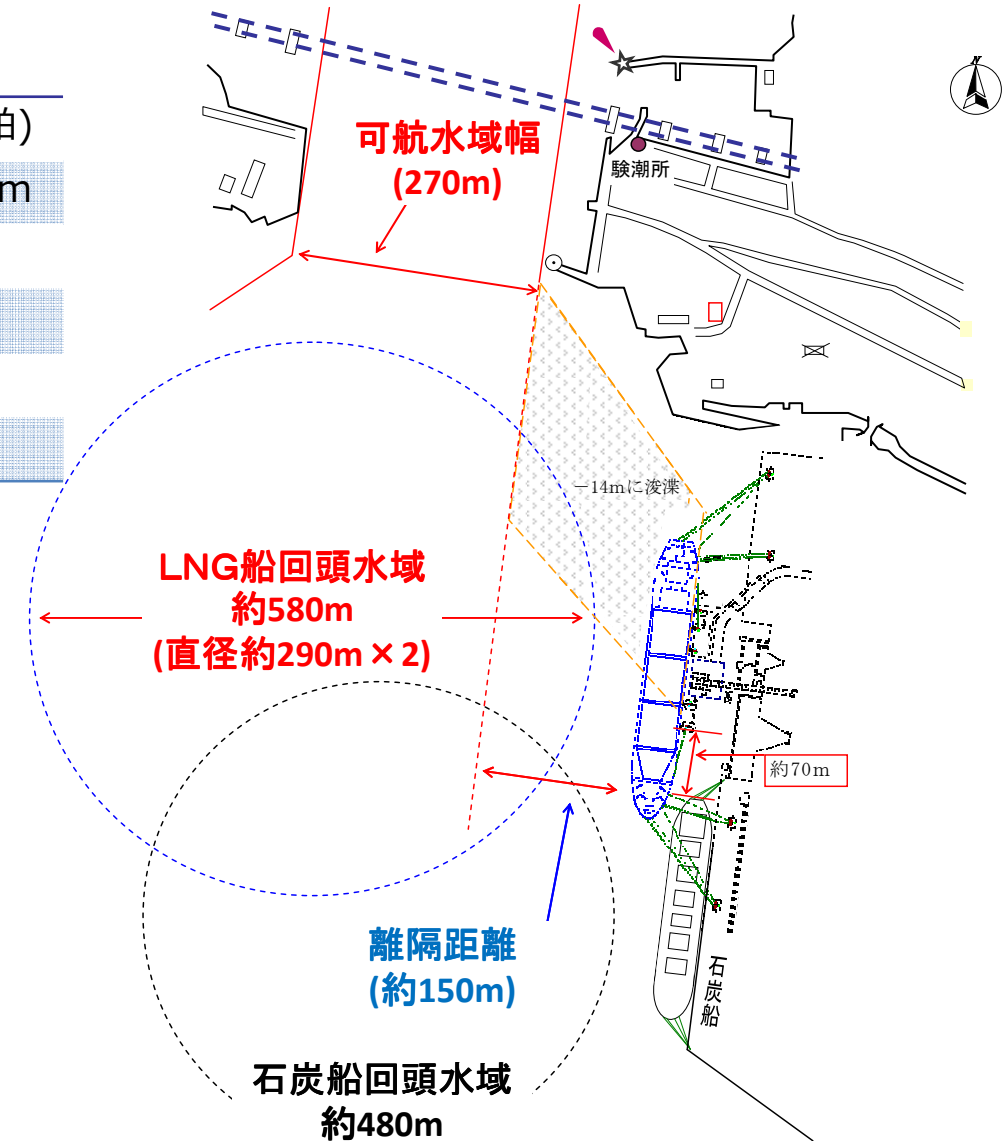 泊)
m
N
可航水域幅
(270m)
験潮所
－14mに浚渫
LNG船回頭水域
約580m
(直径約290m×2)
約70m
離隔距離
(約150m)
石炭船
石炭船回頭水域
約480m